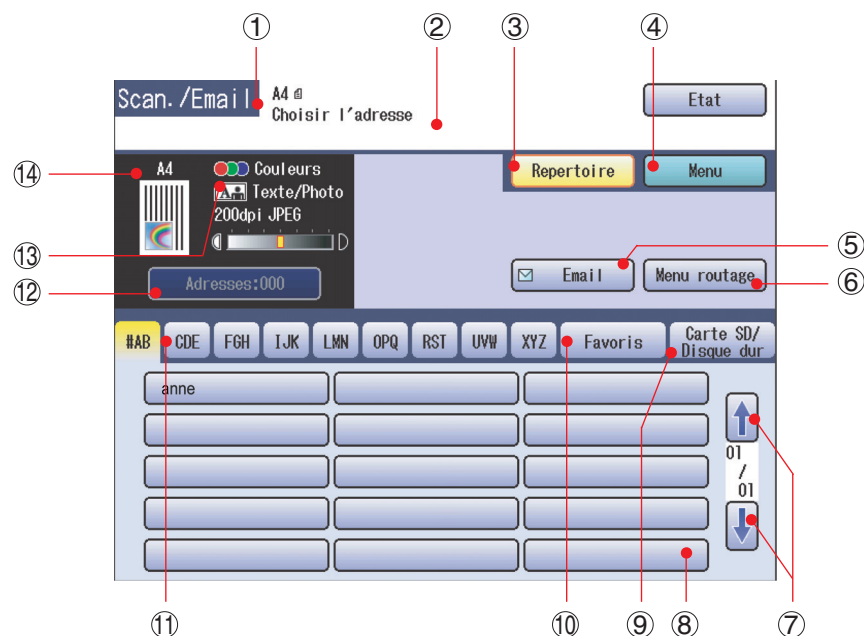 ① ② ③ ④
Scan./Email
A4
Choisir l'adresse
Etat
⑭ A4
Couleurs
Repertoire
Menu
A Texte/Photo
200dpi JPEG
⑬
⑤
Email
Menu routage
⑥
⑫ Adresses:000
#AB CDE FGH IJK LMN OPQ RST UVW XYZ Favoris Carte SD/
Disque dur
anne
01
/
01
⑪ ⑩ ⑨ ⑧ ⑦